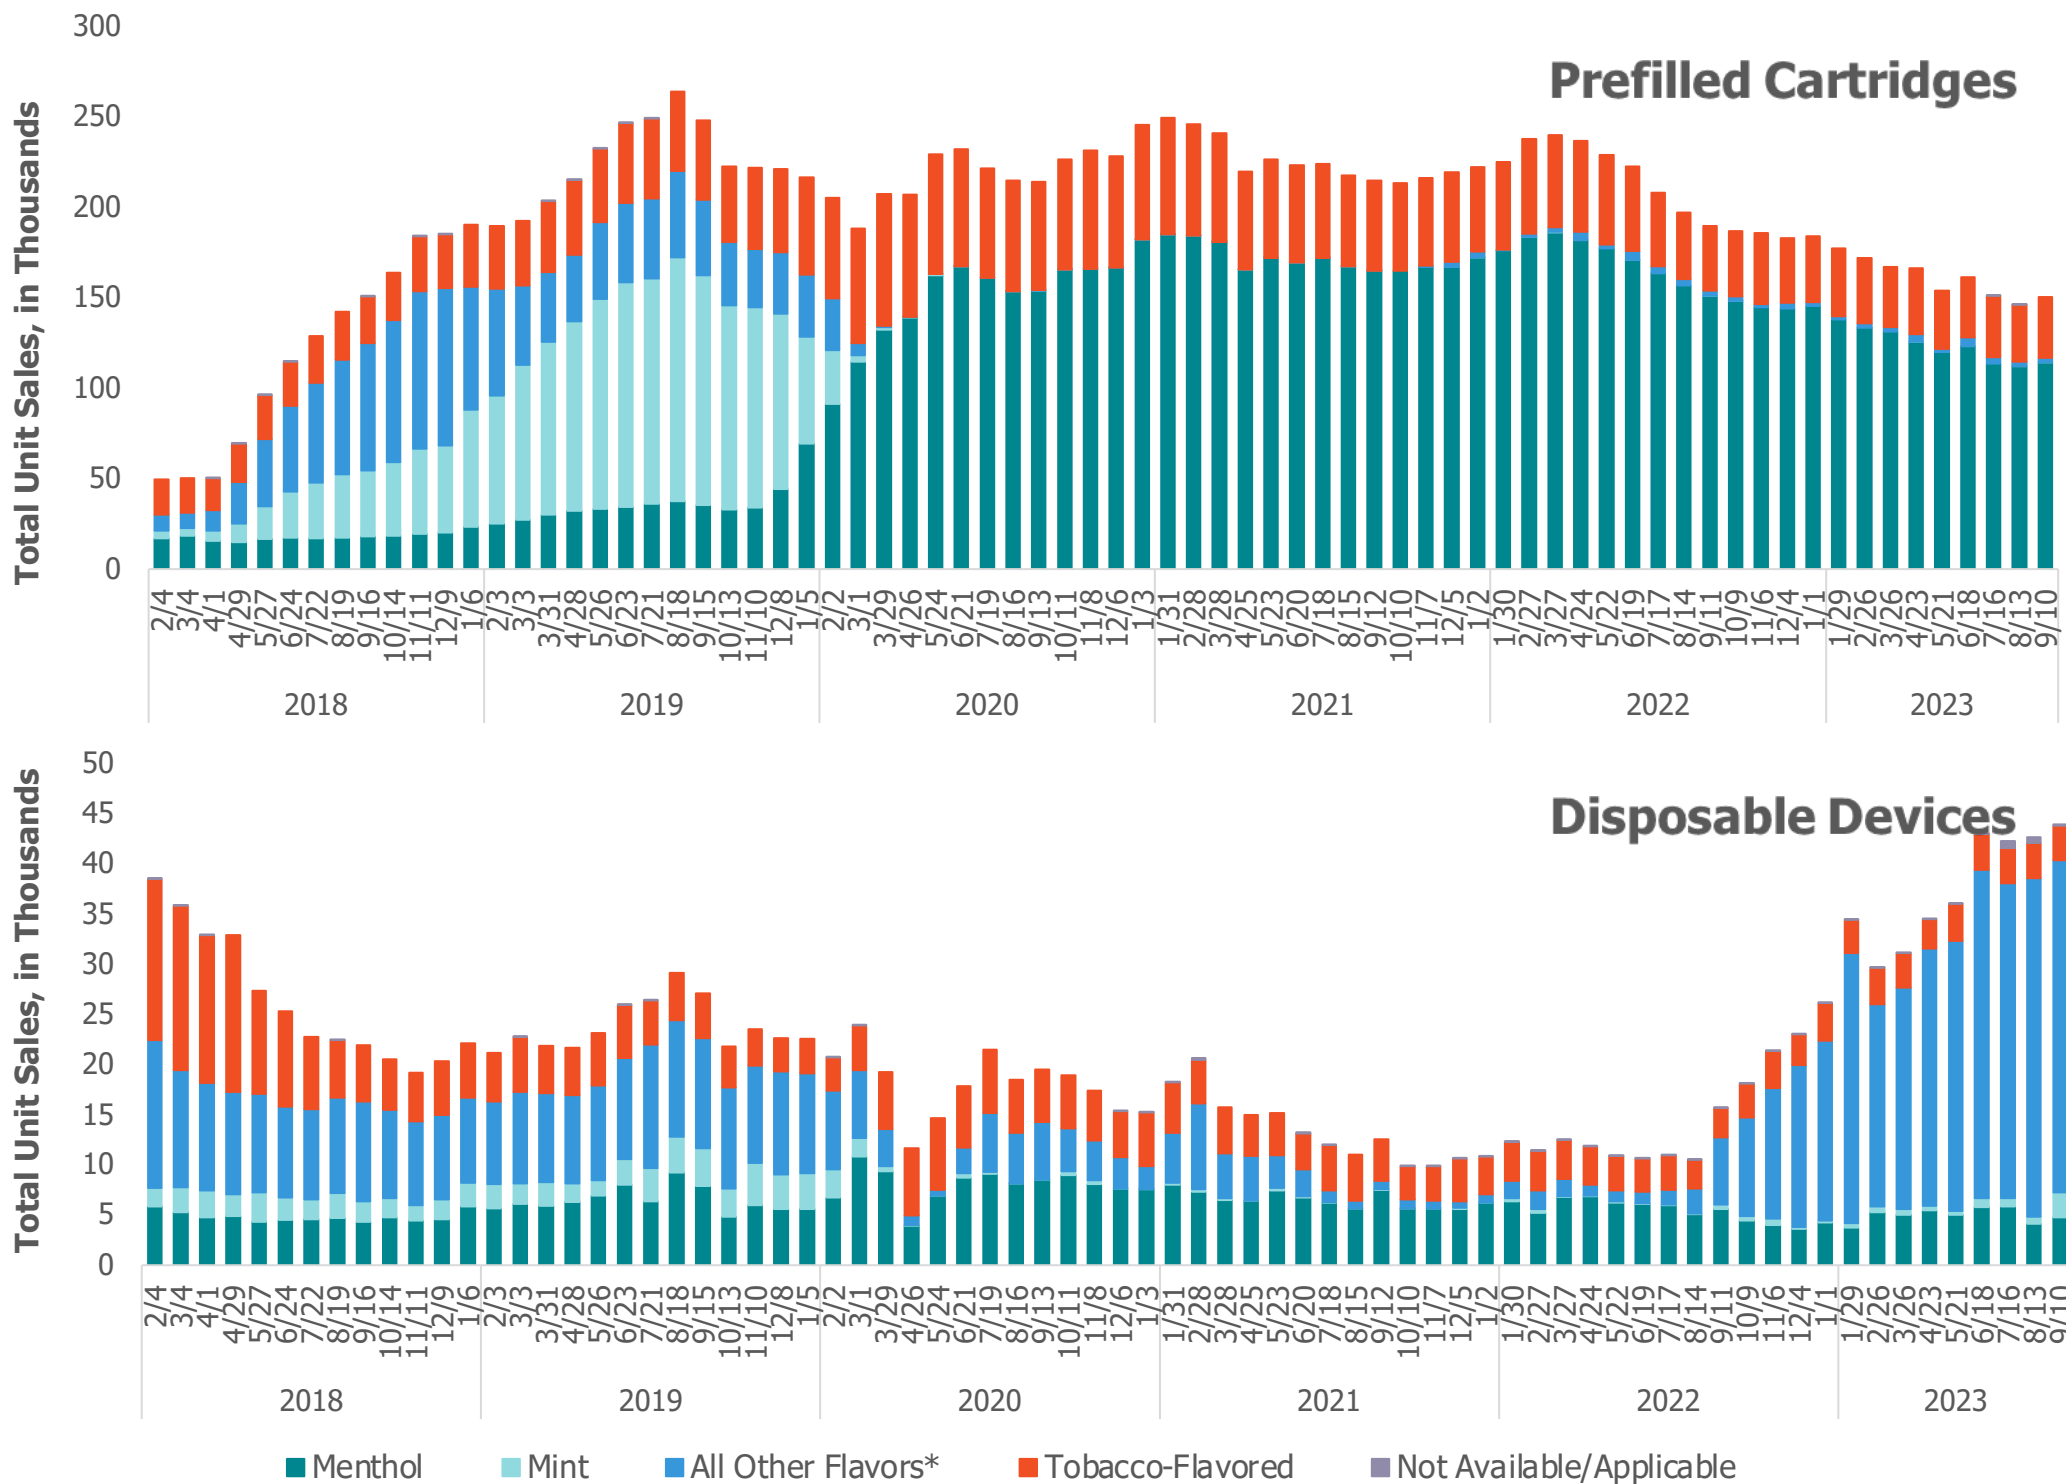 Prefilled Cartridges
Total Unit Sales, in Thousands
300
250
200
150
100
50
0
2/4 3/4 4/1 4/29 5/27 6/24 7/22 8/19 9/16 10/14 11/11 12/9 1/6 2/3 3/3 3/31 4/28 5/26 6/23 7/21 8/18 9/15 10/13 11/10 12/8 1/5 2/2 3/1 3/29 4/26 5/24 6/21 7/19 8/16 9/13 10/11 11/8 12/6 1/3 1/31 2/28 3/28 4/25 5/23 6/20 7/18 8/15 9/12 10/10 11/7 12/5 1/2 1/30 2/27 3/27 4/24 5/22 6/19 7/17 8/14 9/11 10/9 11/6 12/4 1/1 1/29 2/26 3/26 4/23 5/21 6/18 7/16 8/13 9/10
2018 2019 2020 2021 2022 2023
Disposable Devices
Total Unit Sales, in Thousands
50
45
40
35
30
25
20
15
10
5
0
2/4 3/4 4/1 4/29 5/27 6/24 7/22 8/19 9/16 10/14 11/11 12/9 1/6 2/3 3/3 3/31 4/28 5/26 6/23 7/21 8/18 9/15 10/13 11/10 12/8 1/5 2/2 3/1 3/29 4/26 5/24 6/21 7/19 8/16 9/13 10/11 11/8 12/6 1/3 1/31 2/28 3/28 4/25 5/23 6/20 7/18 8/15 9/12 10/10 11/7 12/5 1/2 1/30 2/27 3/27 4/24 5/22 6/19 7/17 8/14 9/11 10/9 11/6 12/4 1/1 1/29 2/26 3/26 4/23 5/21 6/18 7/16 8/13 9/10
2018 2019 2020 2021 2022 2023
Menthol Mint All Other Flavors* Tobacco-Flavored Not Available/Applicable